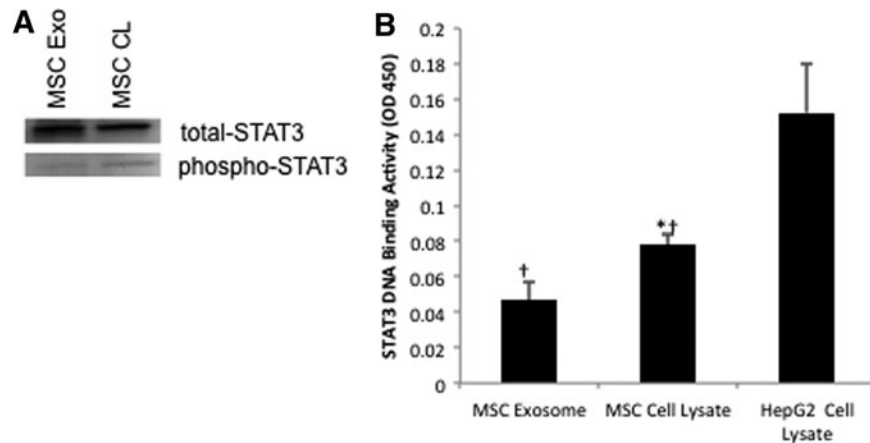 A
MSC Exo
MSC CL
total-STAT3
phospho-STAT3
B
STAT3 DNA Binding Activity (OD 450)
0.2
0.18
0.16
0.14
0.12
0.1
0.08
0.06
0.04
0.02
0
†
*†
MSC Exosome
MSC Cell Lysate
HepG2 Cell
Lysate